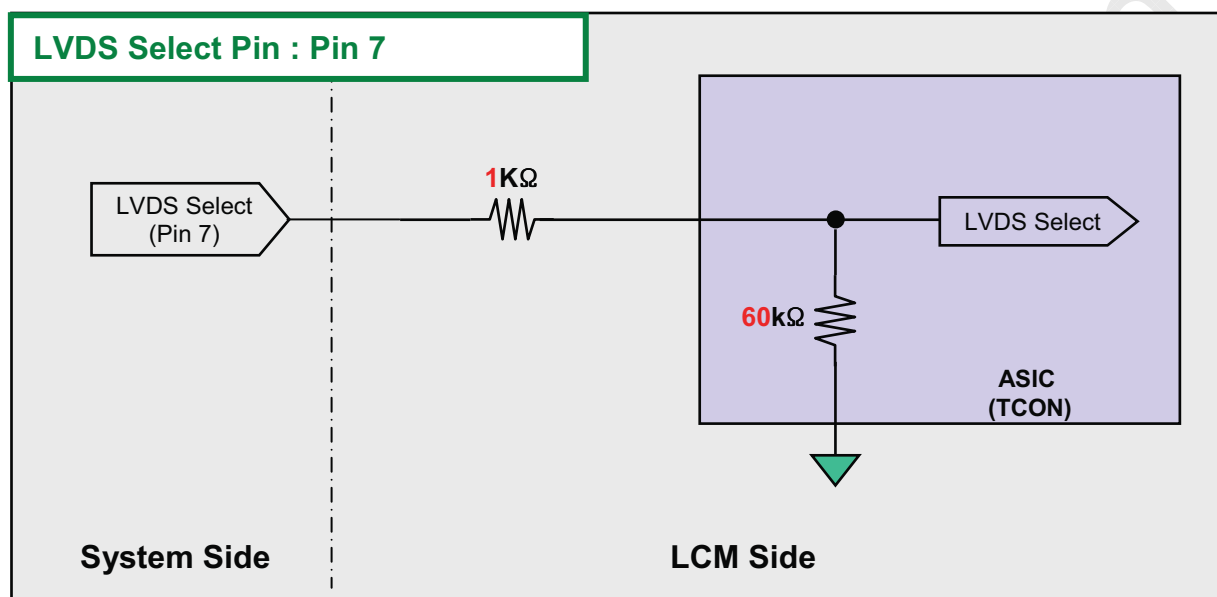 LVDS Select Pin : Pin 7
1KΩ
LVDS Select
(Pin 7)
LVDS Select
60kΩ
ASIC
(TCON)
System Side
LCM Side